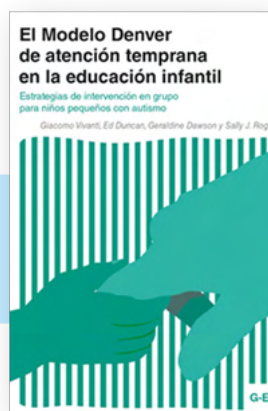 El Modelo Denver
de atención temprana
en la educación infantil
Estrategias de intervención en grupo
para niños pequeños con autismo
Giacomo Vivanti, Ed Duncan, Geraldine Dawson y Sally J. Rog
G-E